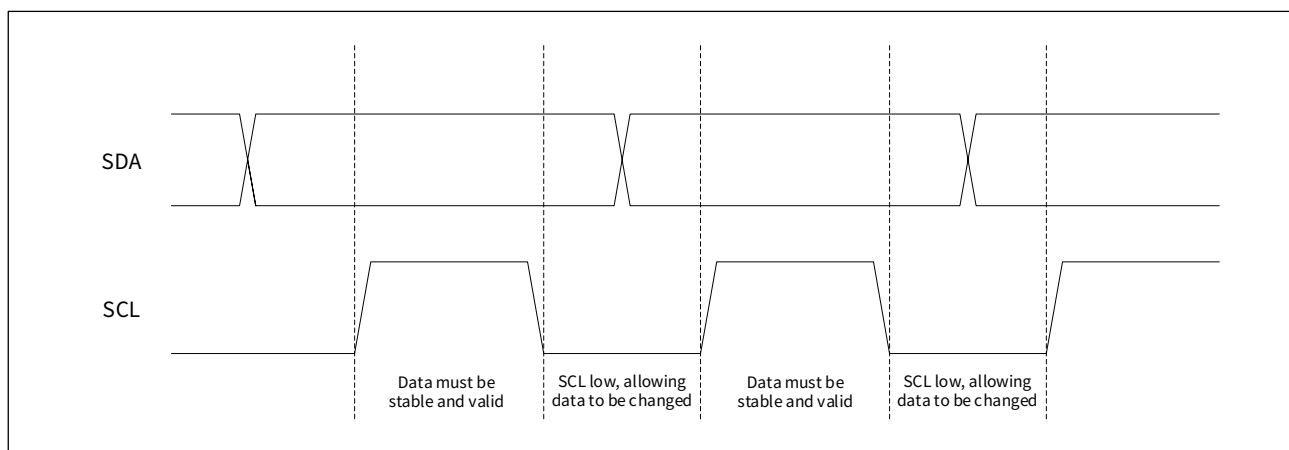 SDA
SCL
Data must be
stable and valid
SCL low, allowing
data to be changed
Data must be
stable and valid
SCL low, allowing
data to be changed